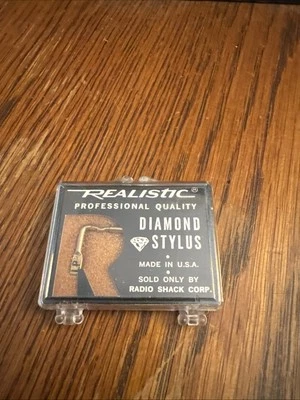 REALISTIC®
PROFESSIONAL QUALITY
DIAMOND
STYLUS
MADE IN U.S.A.
SOLD ONLY BY
RADIO SHACK CORP.